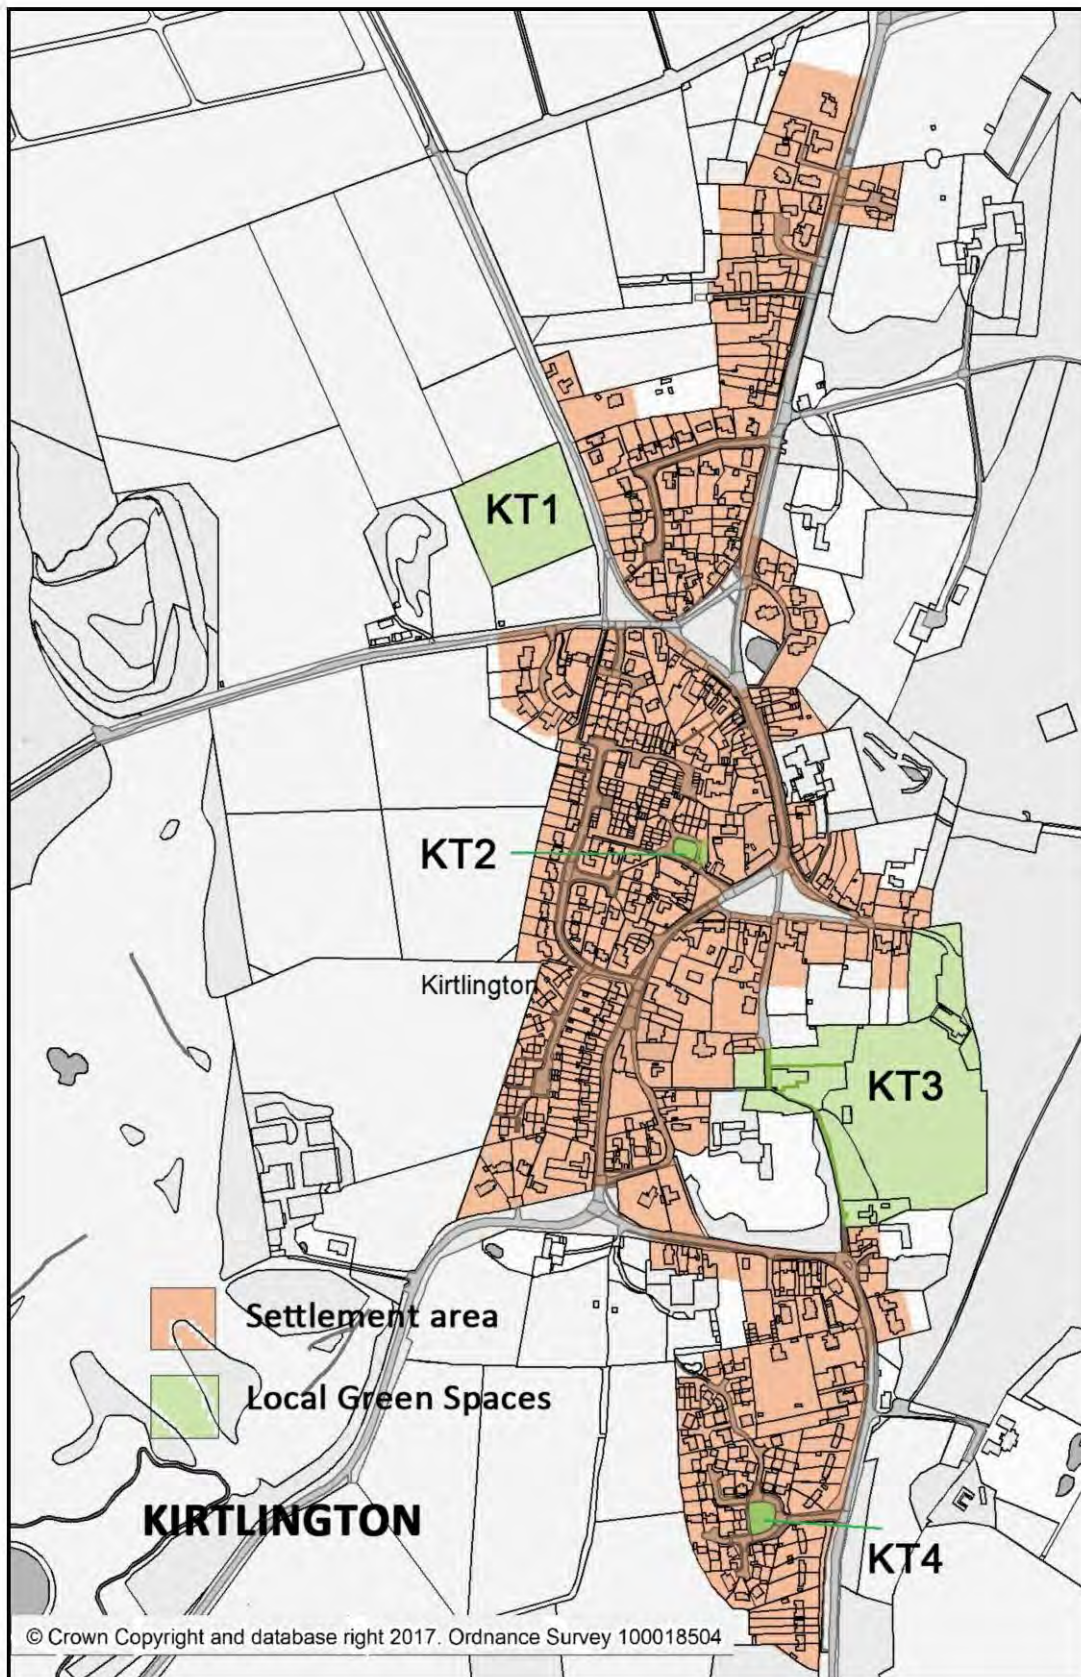 KT1
KT2
Kirtlington
KT3
Settlement area
Local Green Spaces
KIRTLINGTON
KT4
© Crown Copyright and database right 2017. Ordnance Survey 100018504